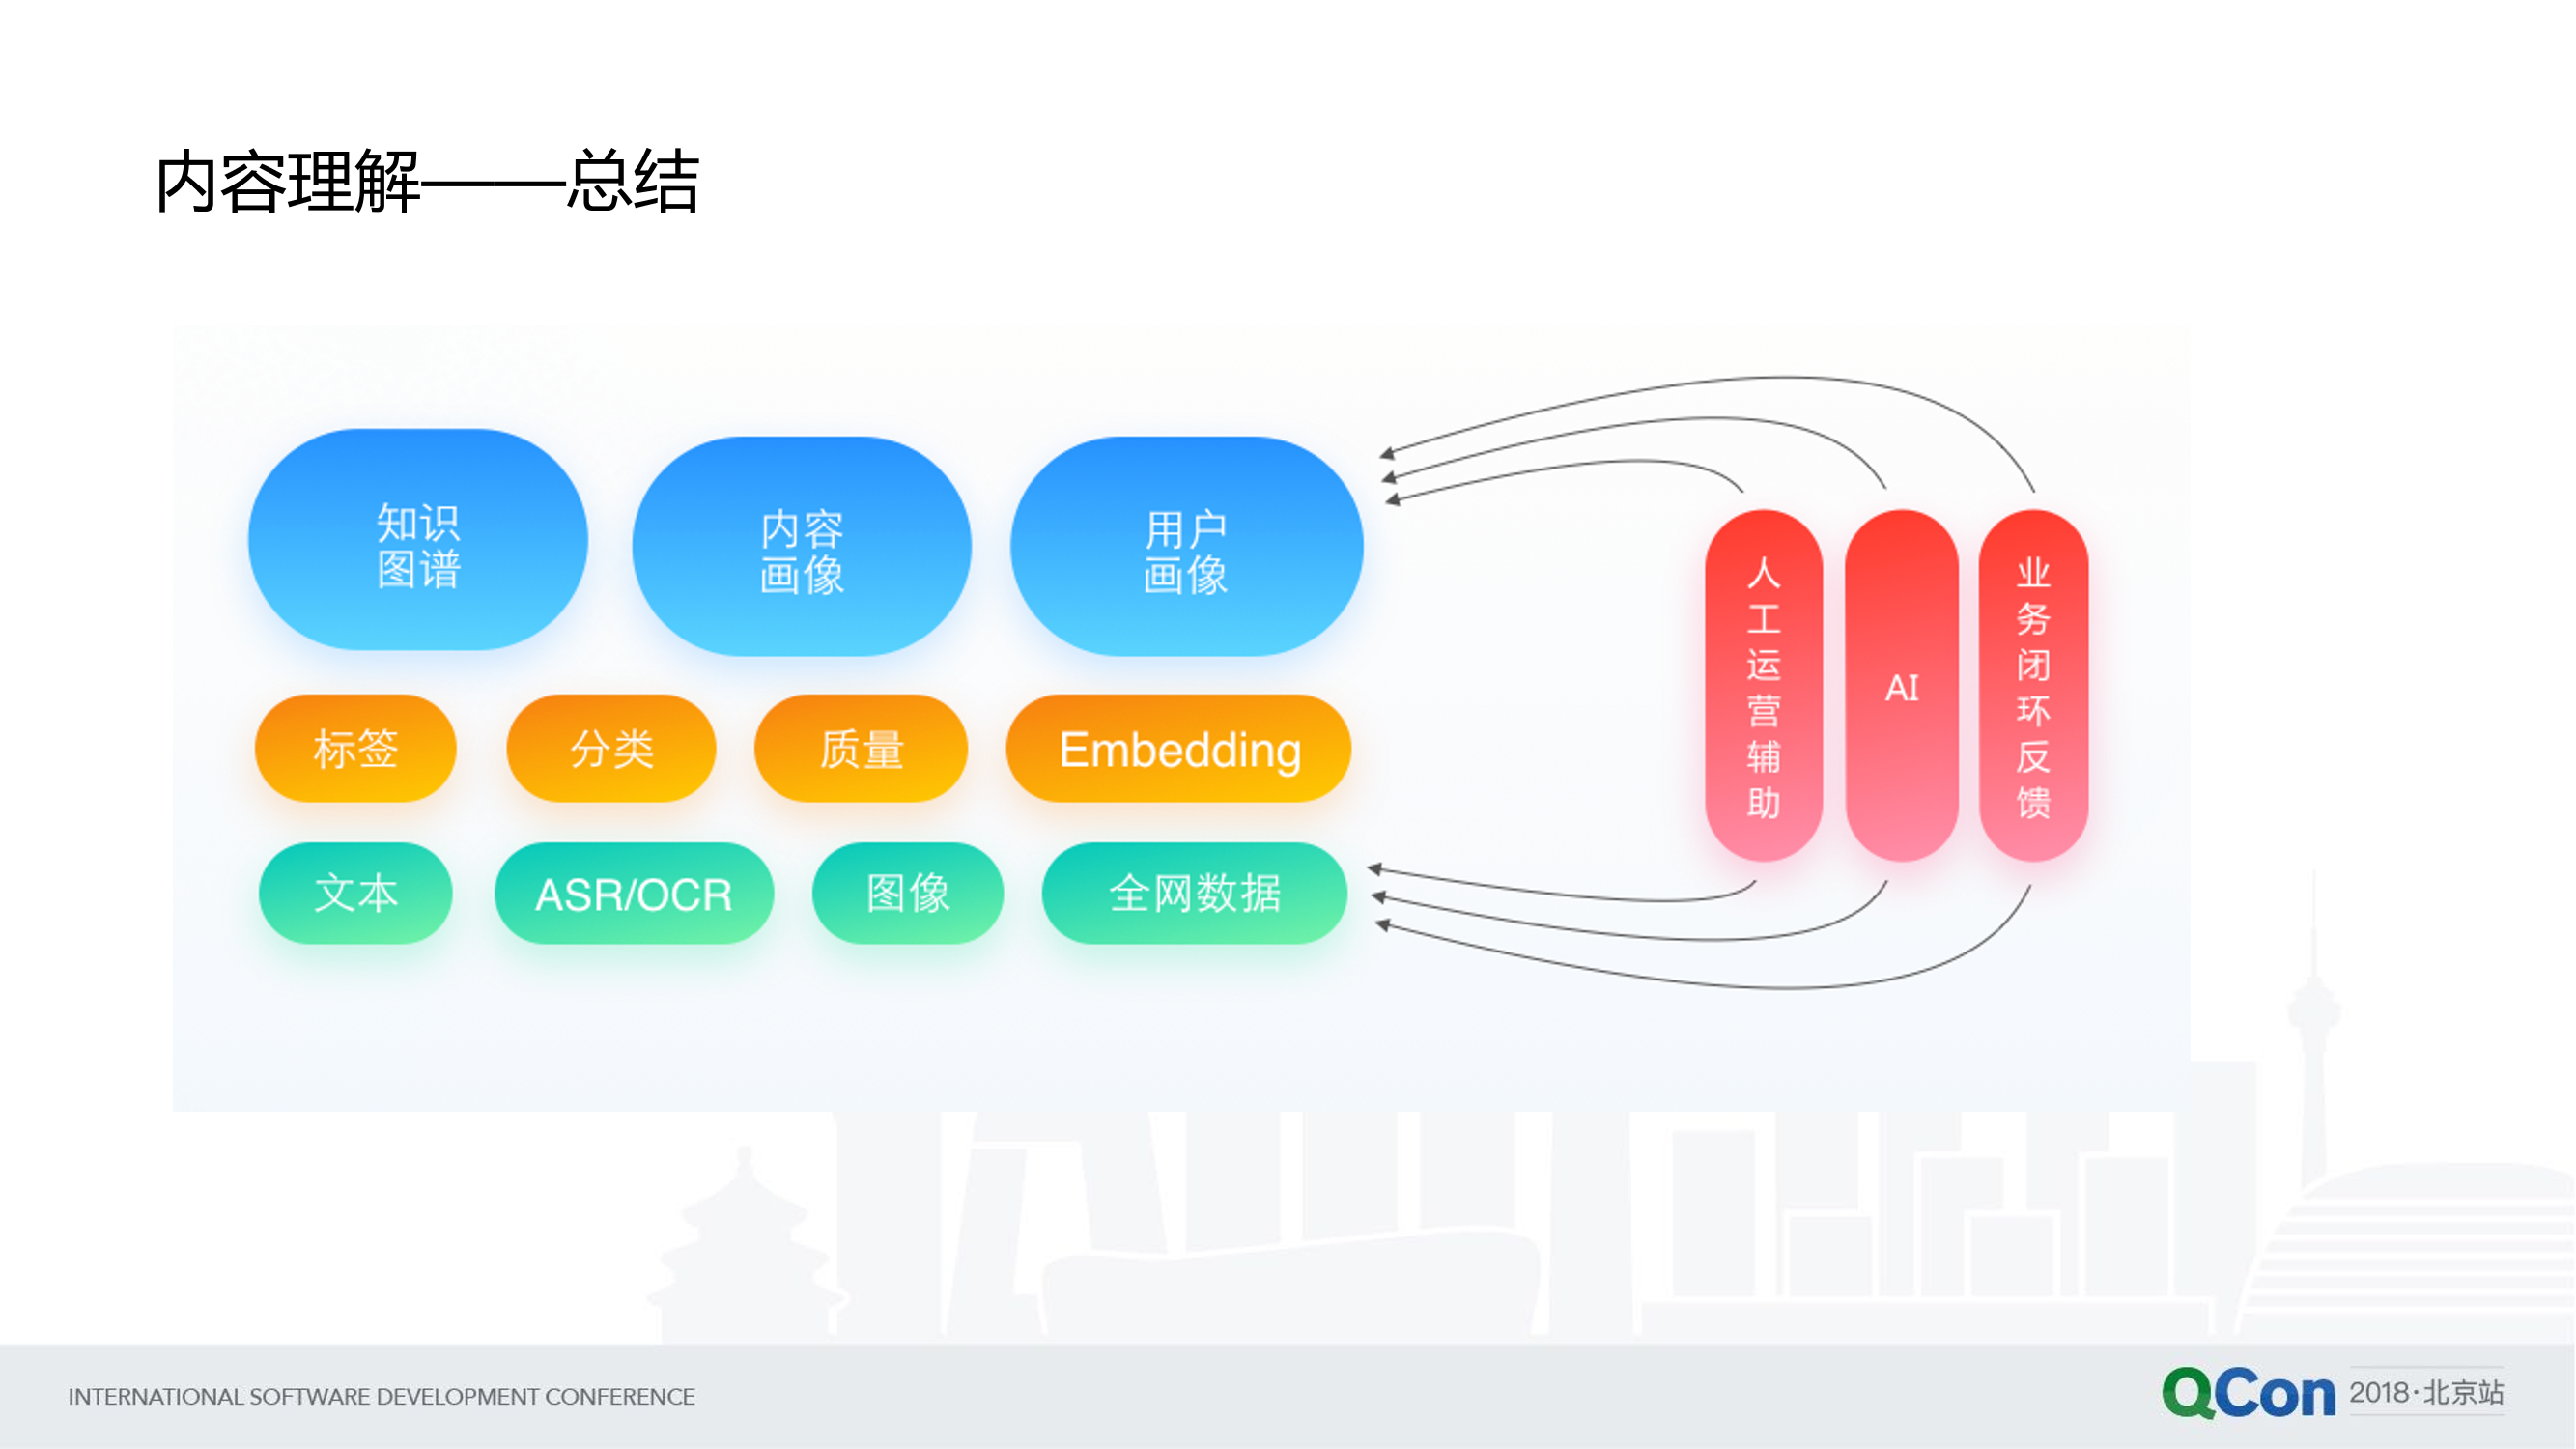 内容理解——总结
知识
图谱
内容
画像
用户
画像
标签
分类
质量
Embedding
文本
ASR/OCR
图像
全网数据
人
工
运
营
辅
助
AI
业
务
闭
环
反
馈
INTERNATIONAL SOFTWARE DEVELOPMENT CONFERENCE
QCon 2018·北京站